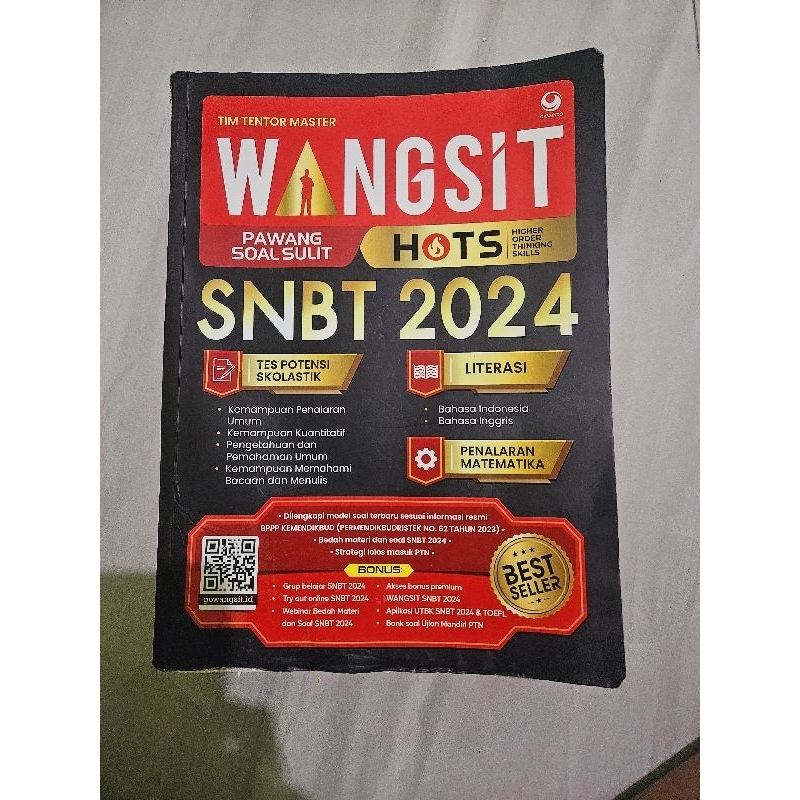 TIM TENTOR MASTER
WANGSIT
PAWANG
SOAL SULIT
HOTS
HIGHER
ORDER
THINKING
SKILLS
SNBT 2024
TES POTENSI
SKOLASTIK
• Kemampuan Penalaran
Umum
• Kemampuan Kuantitatif
• Pengetahuan dan
Pemahaman Umum
• Kemampuan Memahami
Bacaan dan Menulis
LITERASI
• Bahasa Indonesia
• Bahasa Inggris
PENALARAN
MATEMATIKA
• Dilengkapi model soal terbaru sesuai informasi resmi
BPPP KEMENDIKBUD (PERMENDIKBUDRISTEK NO. 62 TAHUN 2023) •
• Bedah materi dan soal SNBT 2024 •
• Strategi lolos masuk PTN •
BONUS:
• Grup belajar SNBT 2024
• Try out online SNBT 2024
• Webinar Bedah Materi
dan Soal SNBT 2024
• Akses bonus premium
WANGSIT SNBT 2024
• Aplikasi UTBK SNBT 2024 & TOEFL
• Bank soal Ujian Mandiri PTN
gowangsit.id
BEST
SELLER